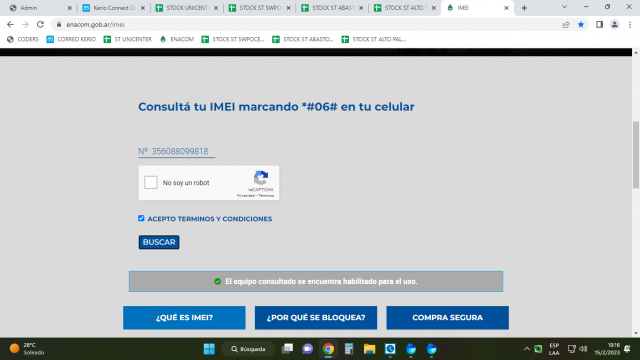 Admin
Kerio Connect Cl
STOCK UNICENTE
STOCK ST SWPO
STOCK ST ABAST
STOCK ST ALTO
IMEI
enacom.gob.ar/imei
CODERS
CORREO KERIO
ST UNICENTER
ENACOM
STOCK ST SWPOCE...
STOCK ST ABASTO...
STOCK ST ALTO PAL...
Consultá tu IMEI marcando *#06# en tu celular
Nº 356088099818
No soy un robot
reCAPTCHA
Privacidad - Términos
ACEPTO TERMINOS Y CONDICIONES
BUSCAR
El equipo consultado se encuentra habilitado para el uso.
¿QUÉ ES IMEI?
¿POR QUÉ SE BLOQUEA?
COMPRA SEGURA
28°C
Soleado
Búsqueda
ESP
LAA
19:16
15/2/2023